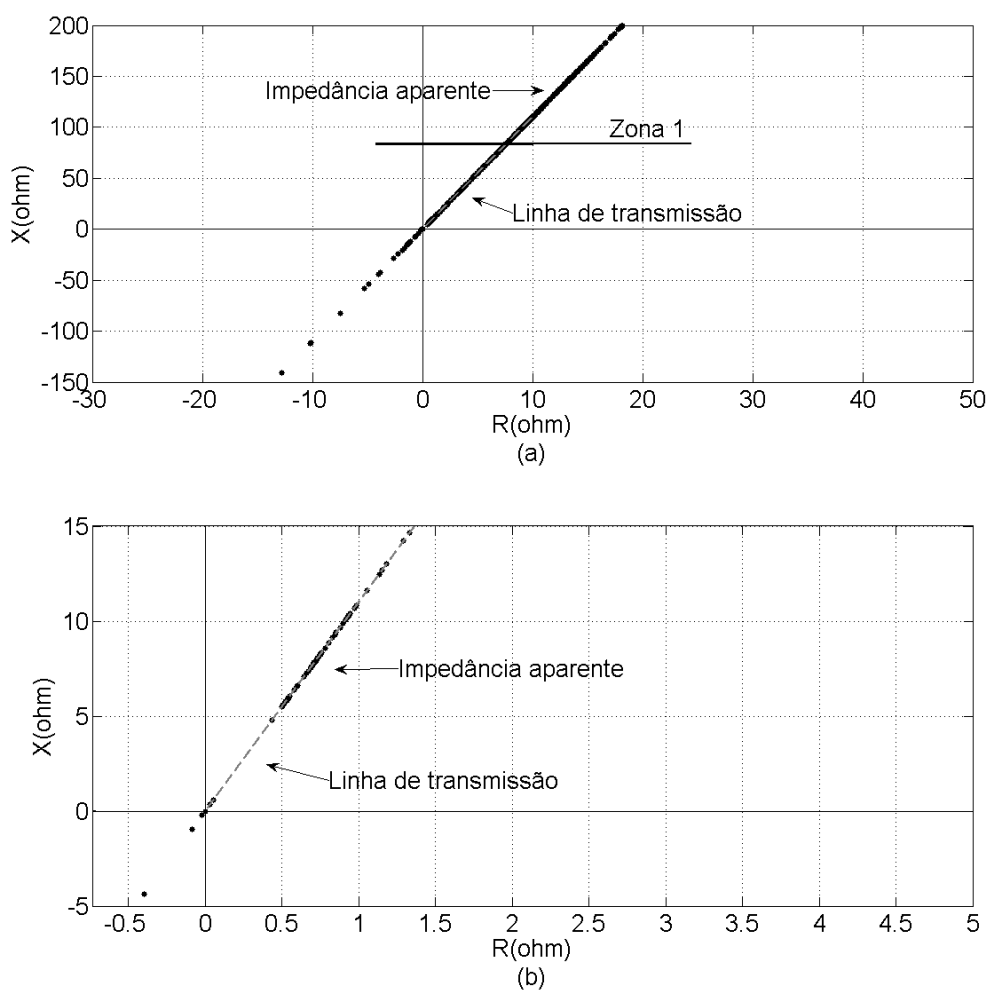 200
150
Impedância aparente
100
Zona 1
50
X(ohm)
Linha de transmissão
0
-50
-100
-150
-30 -20 -10 0 10 20 30 40 50
R(ohm)
(a)
15
10
Impedância aparente
X(ohm)
5
Linha de transmissão
0
-5
-0.5 0 0.5 1 1.5 2 2.5 3 3.5 4 4.5 5
R(ohm)
(b)